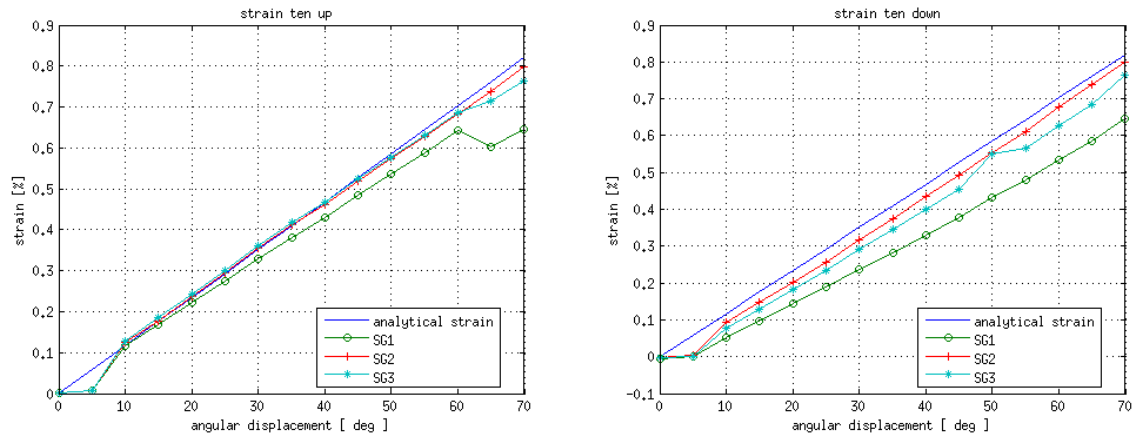 strain ten up
0.9
0.8
0.7
0.6
0.5
0.4
0.3
0.2
0.1
0
strain [%]
0 10 20 30 40 50 60 70
angular displacement [ deg ]
analytical strain
SG1
SG2
SG3
strain ten down
0.9
0.8
0.7
0.6
0.5
0.4
0.3
0.2
0.1
0
-0.1
strain [%]
0 10 20 30 40 50 60 70
angular displacement [ deg ]
analytical strain
SG1
SG2
SG3